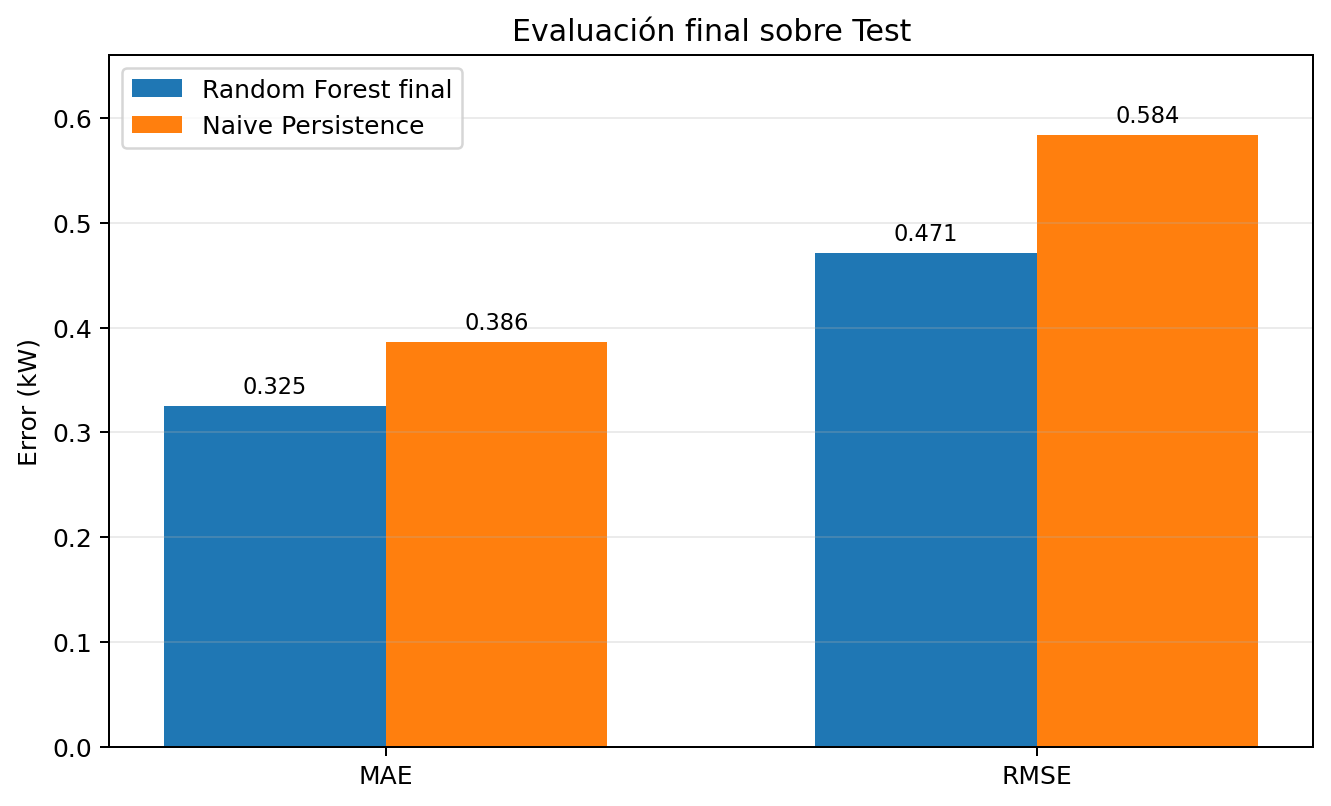 Evaluación final sobre Test
Random Forest final
Naive Persistence
Error (kW)
0.6
0.5
0.4
0.3
0.2
0.1
0.0
0.325
0.386
0.471
0.584
MAE
RMSE